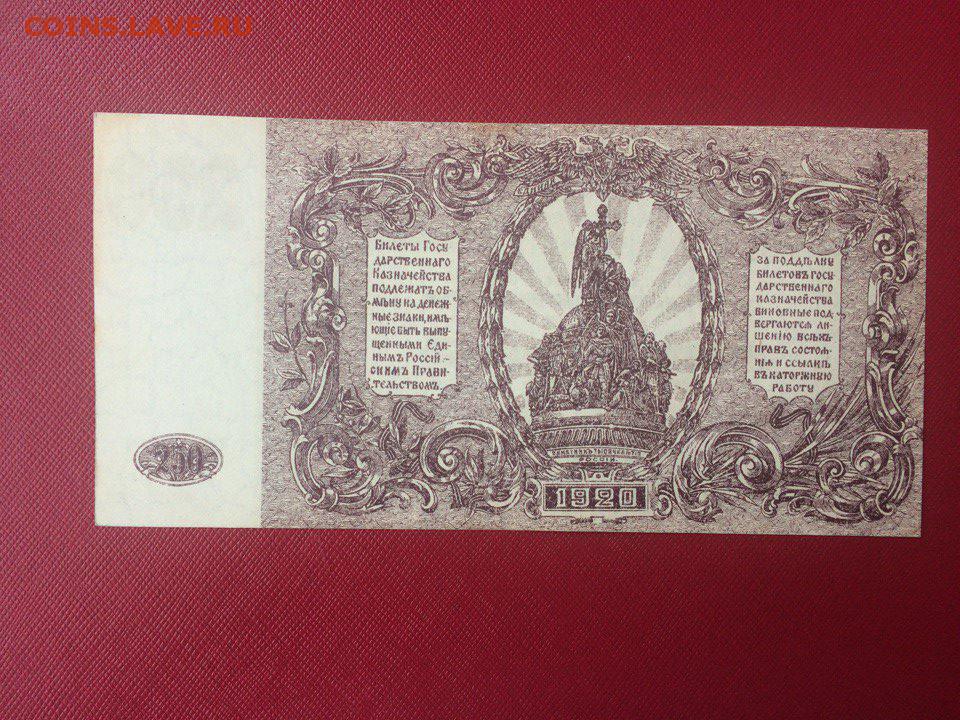 COINS.LAVE.RU
Билеты Госу
дарственнаго
Казначейства
подлежатъ об-
мѣну на денеж-
ные знаки, имѣ-
ющие быть выпу-
щенными Еди-
нымъ Россій-
скимъ Прави-
тельствомъ.
За поддѣлку
билетовъ Госу-
дарственнаго
казначейства
виновные под-
вергаются ли-
шенію всѣхъ
правъ состоя-
нія и ссылкѣ
въ каторжную
работу
250
РОССІИ
1920